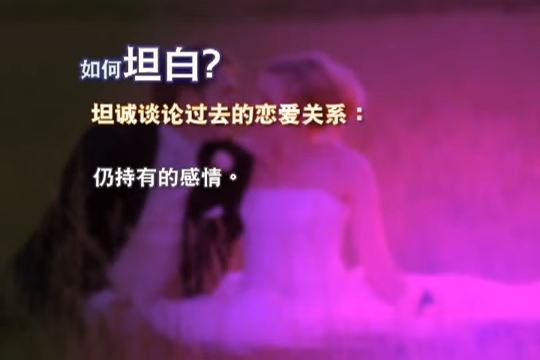 如何坦白?
坦诚谈论过去的恋爱关系：
仍持有的感情。